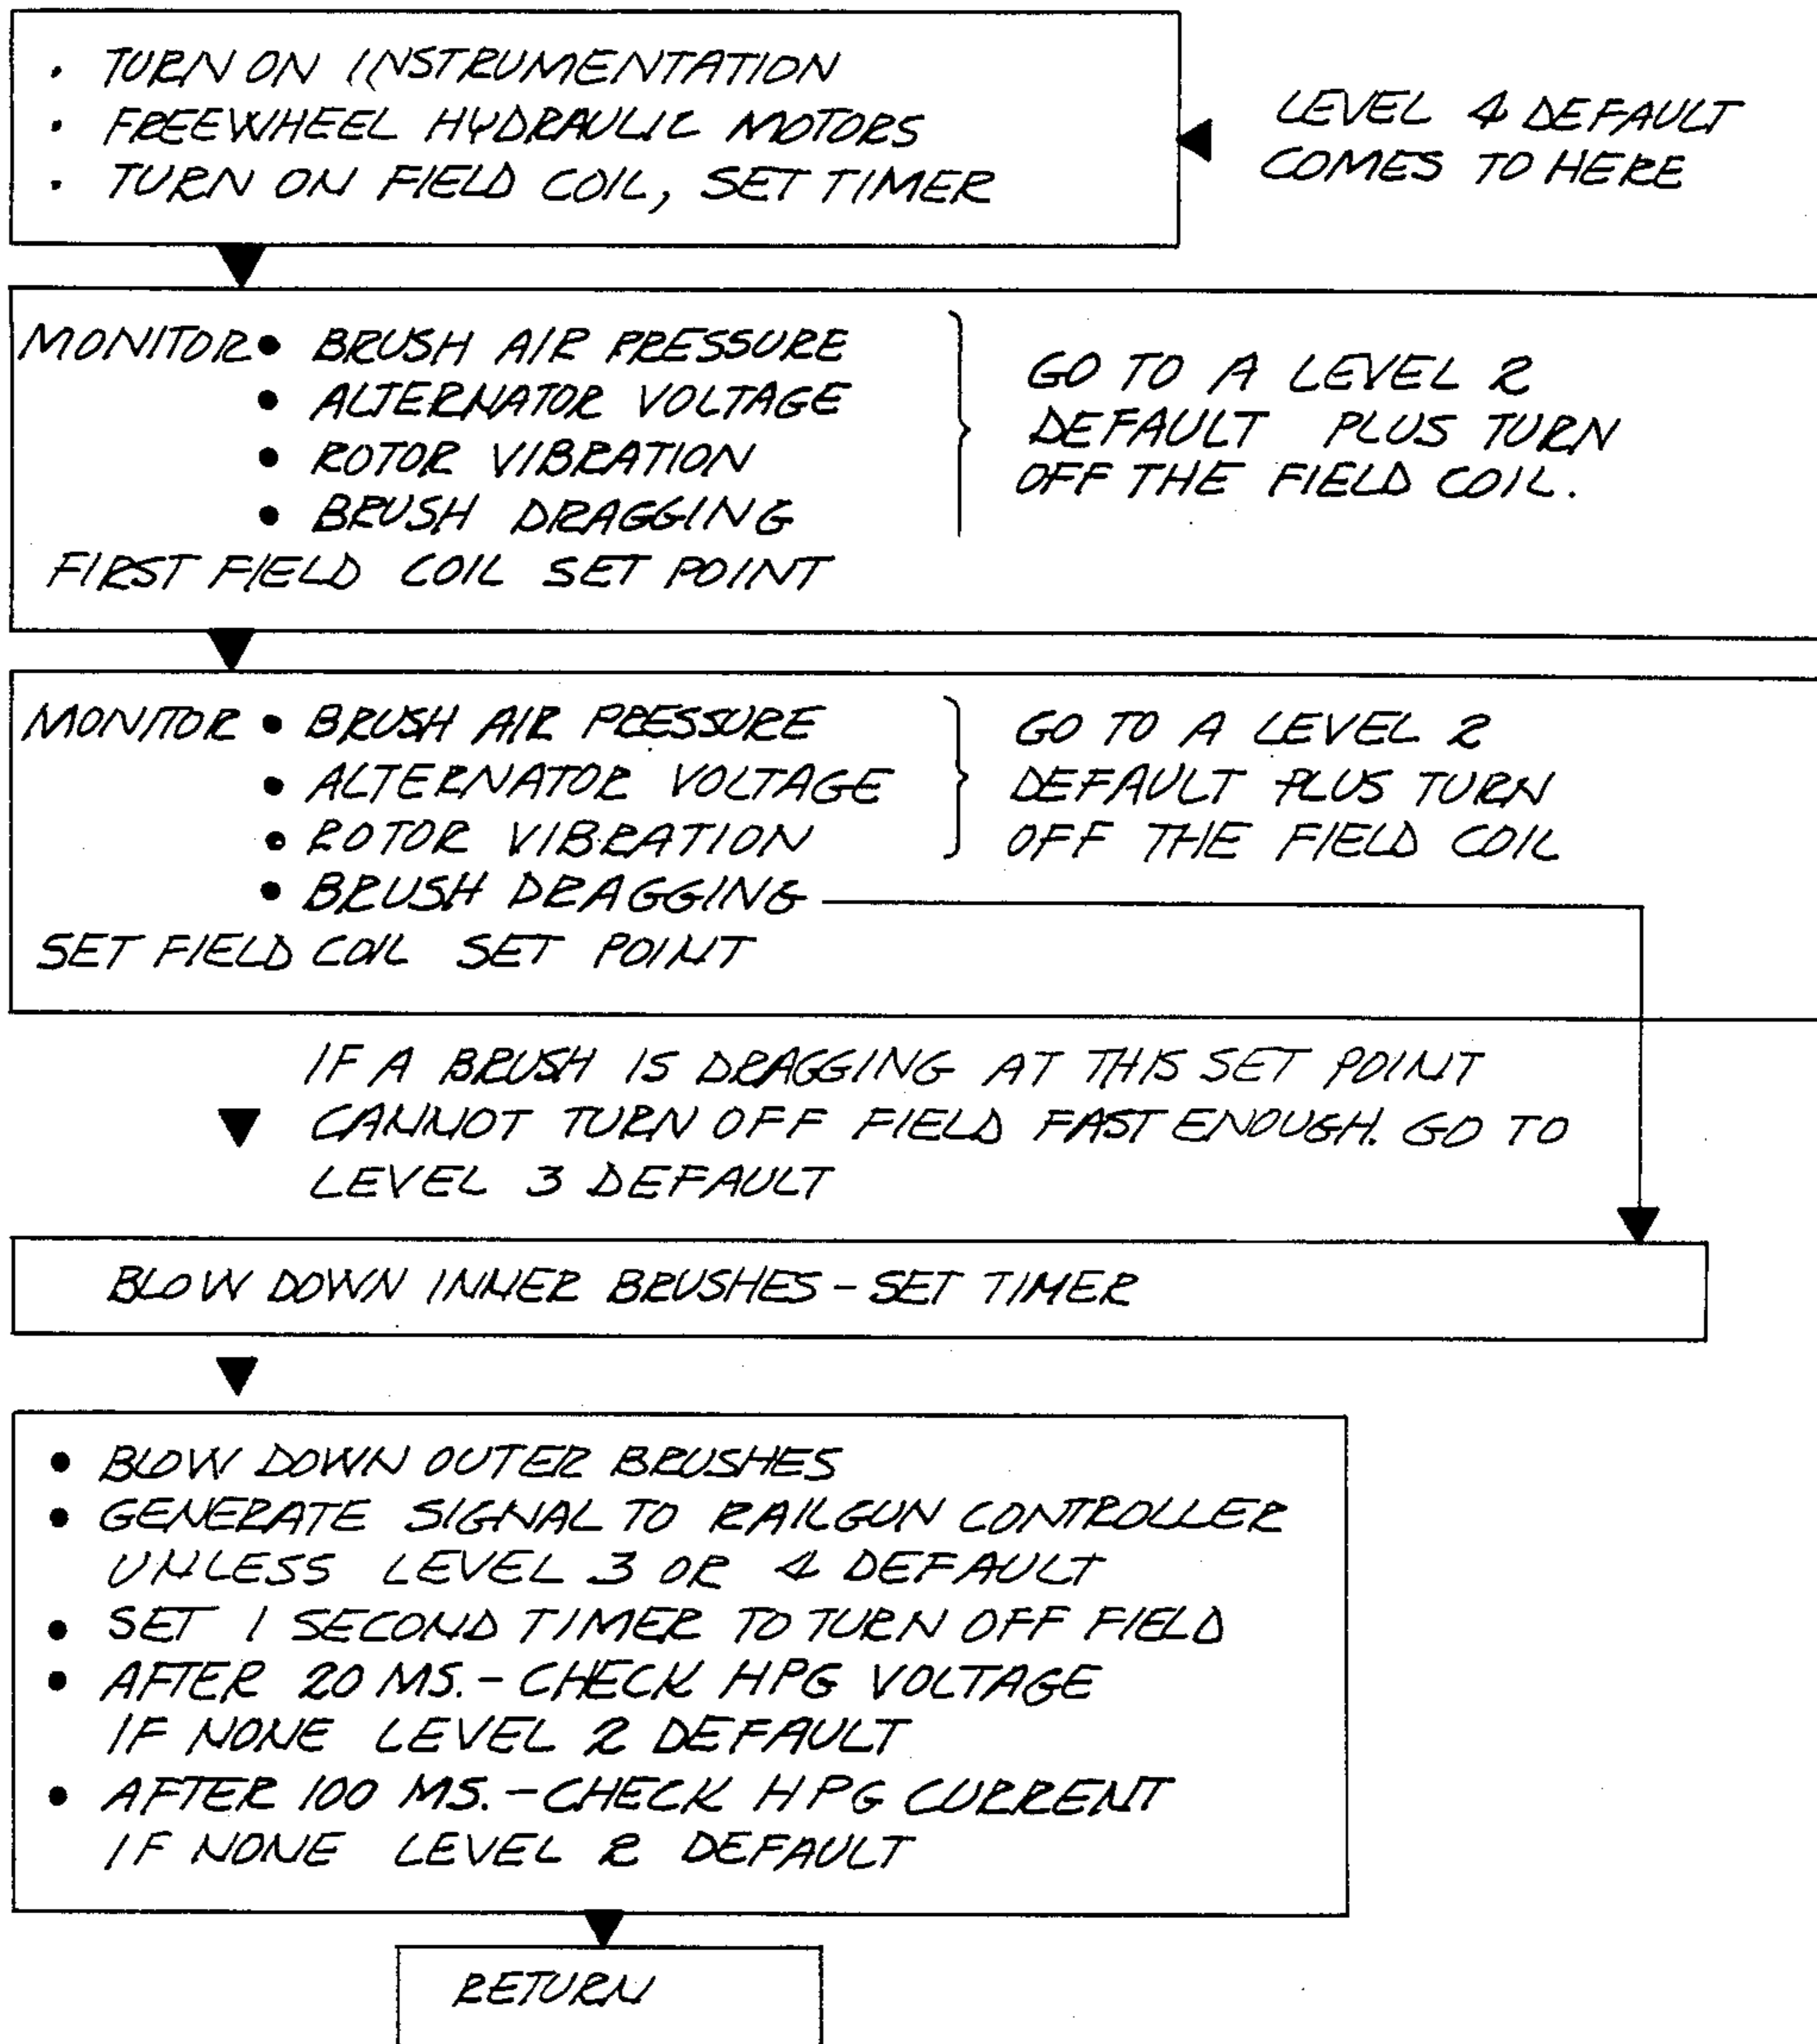 · TURN ON INSTRUMENTATION
· FREEWHEEL HYDRAULIC MOTORS
· TURN ON FIELD COIL, SET TIMER
LEVEL 4 DEFAULT
COMES TO HERE
MONITOR • BRUSH AIR PRESSURE
• ALTERNATOR VOLTAGE
• ROTOR VIBRATION
• BRUSH DRAGGING
FIRST FIELD COIL SET POINT
GO TO A LEVEL 2
DEFAULT PLUS TURN
OFF THE FIELD COIL.
MONITOR • BRUSH AIR PRESSURE
• ALTERNATOR VOLTAGE
• ROTOR VIBRATION
• BRUSH DRAGGING
SET FIELD COIL SET POINT
GO TO A LEVEL 2
DEFAULT PLUS TURN
OFF THE FIELD COIL
IF A BRUSH IS DRAGGING AT THIS SET POINT
CANNOT TURN OFF FIELD FAST ENOUGH. GO TO
LEVEL 3 DEFAULT
BLOW DOWN INNER BRUSHES - SET TIMER
• BLOW DOWN OUTER BRUSHES
• GENERATE SIGNAL TO RAILGUN CONTROLLER
UNLESS LEVEL 3 OR 4 DEFAULT
• SET 1 SECOND TIMER TO TURN OFF FIELD
• AFTER 20 MS. - CHECK HPG VOLTAGE
IF NONE LEVEL 2 DEFAULT
• AFTER 100 MS. - CHECK HPG CURRENT
IF NONE LEVEL 2 DEFAULT
RETURN